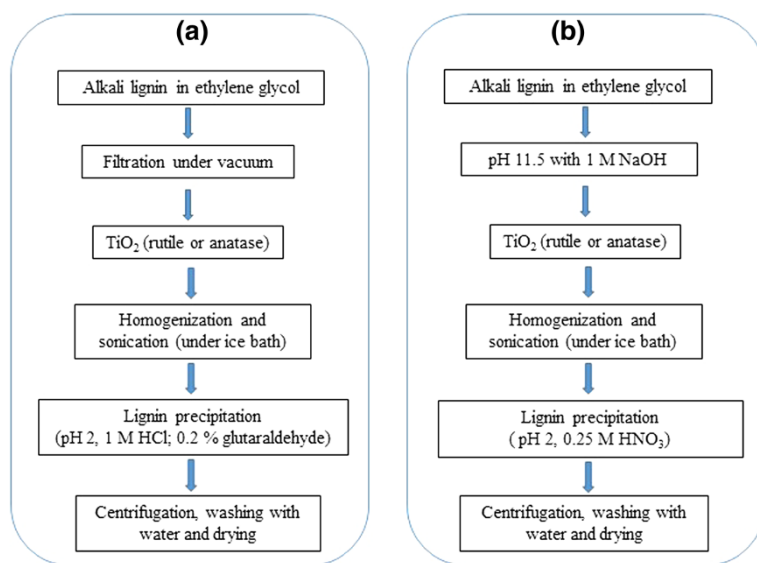 (a)
Alkali lignin in ethylene glycol
Filtration under vacuum
TiO₂ (rutile or anatase)
Homogenization and
sonication (under ice bath)
Lignin precipitation
(pH 2, 1 M HCl; 0.2 % glutaraldehyde)
Centrifugation, washing with
water and drying
(b)
Alkali lignin in ethylene glycol
pH 11.5 with 1 M NaOH
TiO₂ (rutile or anatase)
Homogenization and
sonication (under ice bath)
Lignin precipitation
( pH 2, 0.25 M HNO₃)
Centrifugation, washing with
water and drying